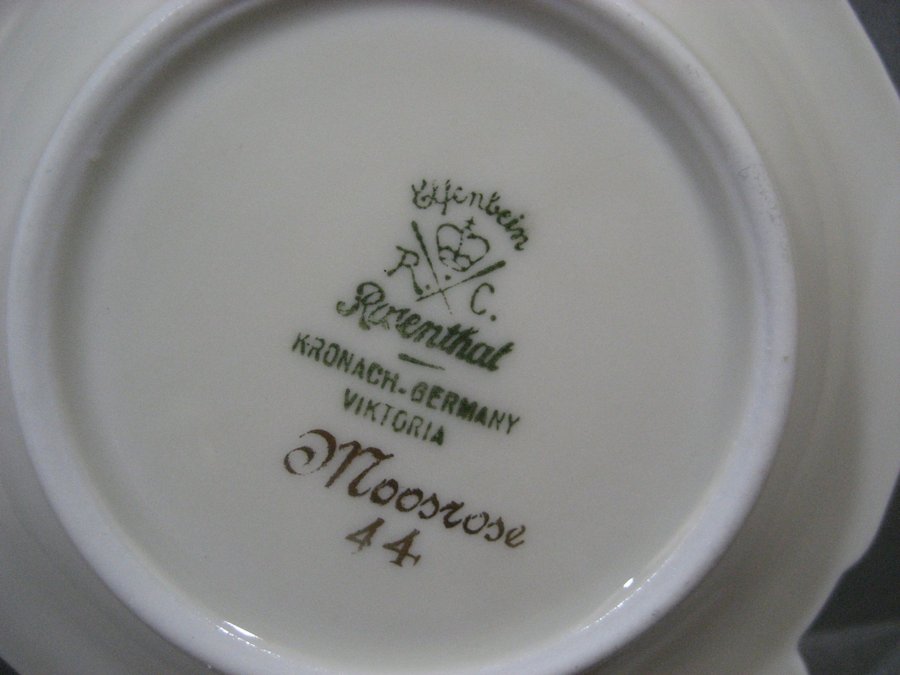 Elfenbein
R. C.
Rosenthal
KRONACH-GERMANY
VIKTORIA
Moosrose
44